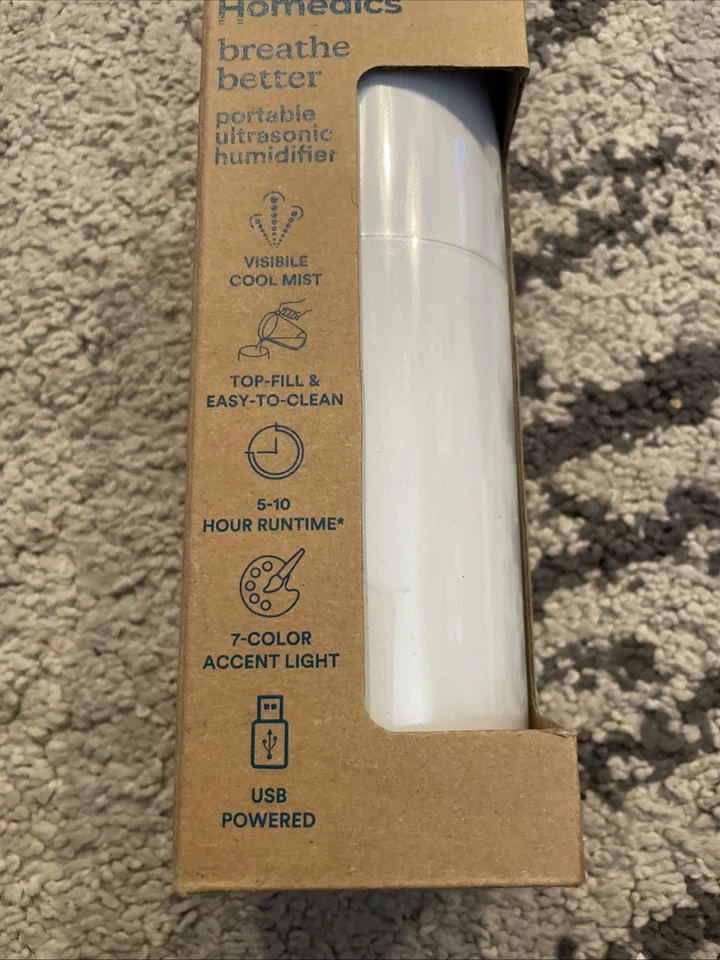 Homedics
breathe
better
portable
ultrasonic
humidifier
VISIBILE
COOL MIST
TOP-FILL &
EASY-TO-CLEAN
5-10
HOUR RUNTIME*
7-COLOR
ACCENT LIGHT
USB
POWERED